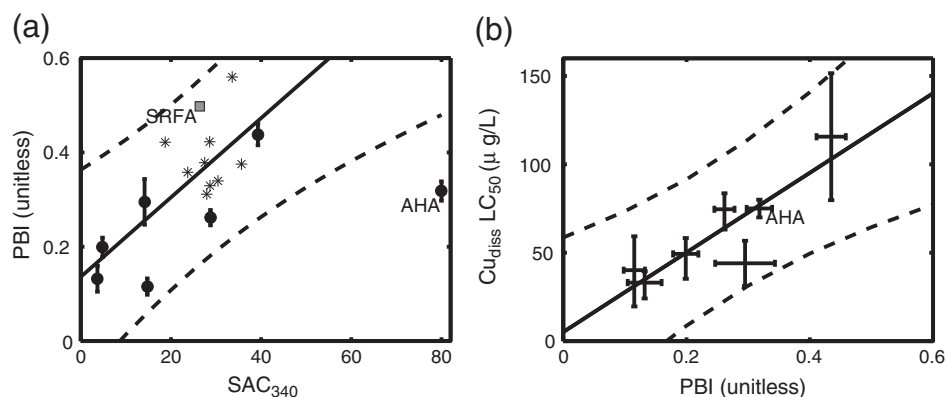 (a)
0.6
0.4
0.2
0
PBI (unitless)
SRFA
AHA
0 20 40 60 80
SAC340
(b)
150
100
50
0
Cudiss LC50 (μ g/L)
AHA
0 0.2 0.4 0.6
PBI (unitless)